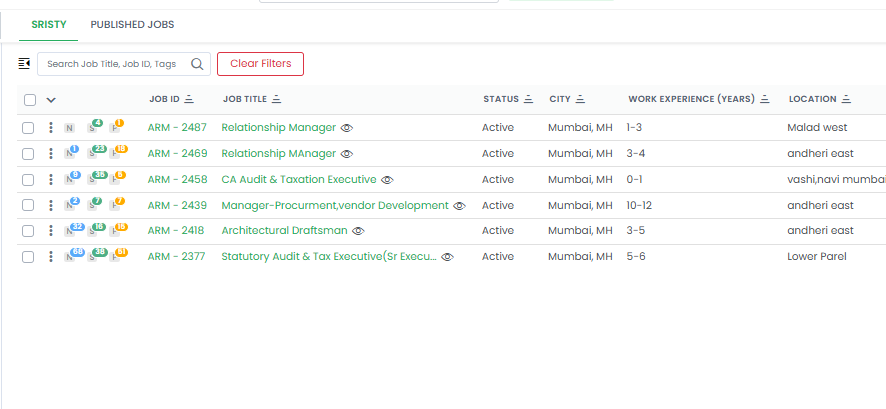 SRISTY PUBLISHED JOBS
Search Job Title, Job ID, Tags Clear Filters
JOB ID JOB TITLE STATUS CITY WORK EXPERIENCE (YEARS) LOCATION
N S 4 P 1 ARM - 2487 Relationship Manager Active Mumbai, MH 1-3 Malad west
N 1 S 23 P 18 ARM - 2469 Relationship MAnager Active Mumbai, MH 3-4 andheri east
N 9 S 35 P 6 ARM - 2458 CA Audit & Taxation Executive Active Mumbai, MH 0-1 vashi,navi mumbai
N 2 S 7 P 7 ARM - 2439 Manager-Procurment,vendor Development Active Mumbai, MH 10-12 andheri east
N 32 S 18 P 15 ARM - 2418 Architectural Draftsman Active Mumbai, MH 3-5 andheri east
N 68 S 38 P 61 ARM - 2377 Statutory Audit & Tax Executive(Sr Execu... Active Mumbai, MH 5-6 Lower Parel